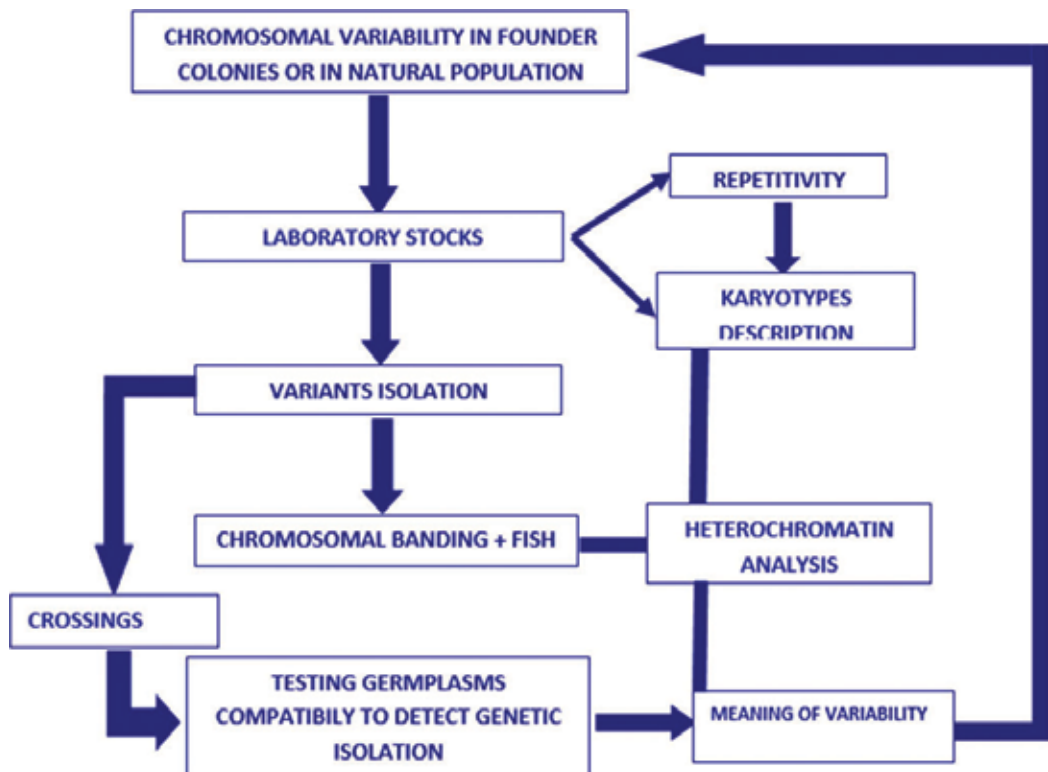 CHROMOSOMAL VARIABILITY IN FOUNDER
COLONIES OR IN NATURAL POPULATION
REPETITIVITY
LABORATORY STOCKS
KARYOTYPES
DESCRIPTION
VARIANTS ISOLATION
CHROMOSOMAL BANDING + FISH
HETEROCHROMATIN
ANALYSIS
CROSSINGS
TESTING GERMPLASMS
COMPATIBILY TO DETECT GENETIC
ISOLATION
MEANING OF VARIABILITY